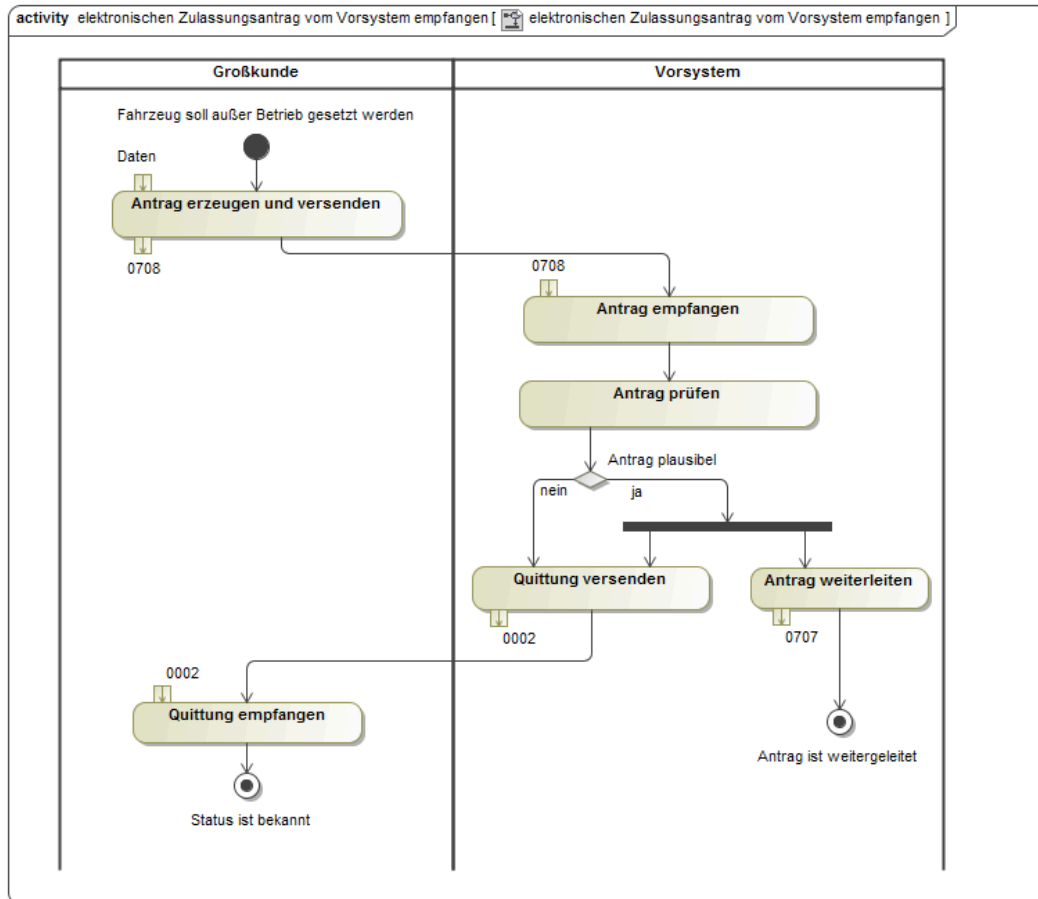 activity elektronischen Zulassungsantrag vom Vorsystem empfangen [ elektronischen Zulassungsantrag vom Vorsystem empfangen ]
Großkunde
Vorsystem
Fahrzeug soll außer Betrieb gesetzt werden
Daten
Antrag erzeugen und versenden
0708
0708
Antrag empfangen
Antrag prüfen
Antrag plausibel
nein
ja
Quittung versenden
Antrag weiterleiten
0002
0707
0002
Quittung empfangen
Antrag ist weitergeleitet
Status ist bekannt